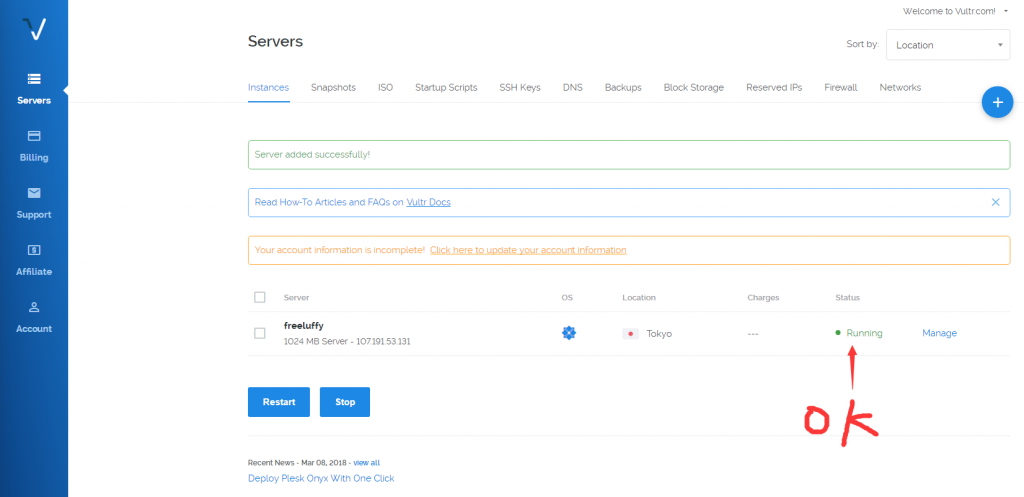 Welcome to Vultr.com!
Servers
Sort by:
Location
Instances Snapshots ISO Startup Scripts SSH Keys DNS Backups Block Storage Reserved IPs Firewall Networks
Servers
Billing
Support
Affiliate
Account
Server added successfully!
Read How-To Articles and FAQs on Vultr Docs
Your account information is incomplete! Click here to update your account information
Server OS Location Charges Status
freeluffy
1024 MB Server - 107.191.53.131
Tokyo --- Running Manage
Restart Stop
OK
Recent News - Mar 08, 2018 - view all
Deploy Plesk Onyx With One Click